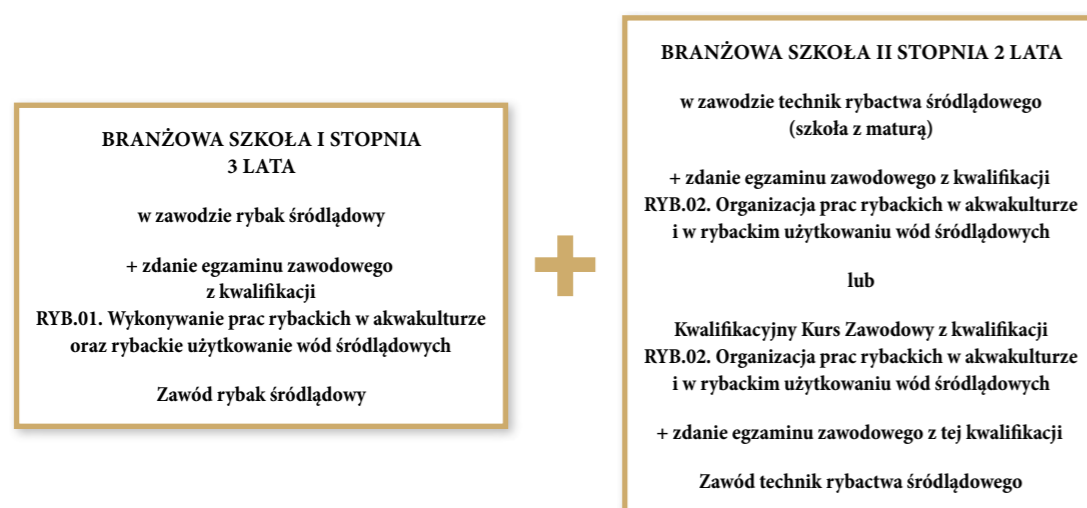 BRANŻOWA SZKOŁA I STOPNIA
3 LATA
w zawodzie rybak śródlądowy
+ zdanie egzaminu zawodowego
z kwalifikacji
RYB.01. Wykonywanie prac rybackich w akwakulturze
oraz rybackie użytkowanie wód śródlądowych
Zawód rybak śródlądowy
+
BRANŻOWA SZKOŁA II STOPNIA 2 LATA
w zawodzie technik rybactwa śródlądowego
(szkoła z maturą)
+ zdanie egzaminu zawodowego z kwalifikacji
RYB.02. Organizacja prac rybackich w akwakulturze
i w rybackim użytkowaniu wód śródlądowych
lub
Kwalifikacyjny Kurs Zawodowy z kwalifikacji
RYB.02. Organizacja prac rybackich w akwakulturze
i w rybackim użytkowaniu wód śródlądowych
+ zdanie egzaminu zawodowego z tej kwalifikacji
Zawód technik rybactwa śródlądowego